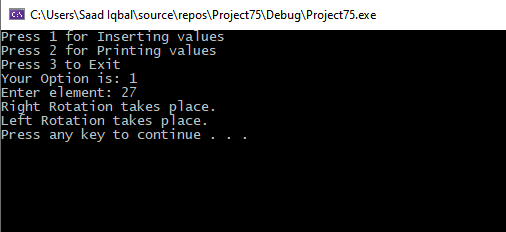 C:\Users\Saad Iqbal\source\repos\Project75\Debug\Project75.exe
Press 1 for Inserting values
Press 2 for Printing values
Press 3 to Exit
Your Option is: 1
Enter element: 27
Right Rotation takes place.
Left Rotation takes place.
Press any key to continue . . .